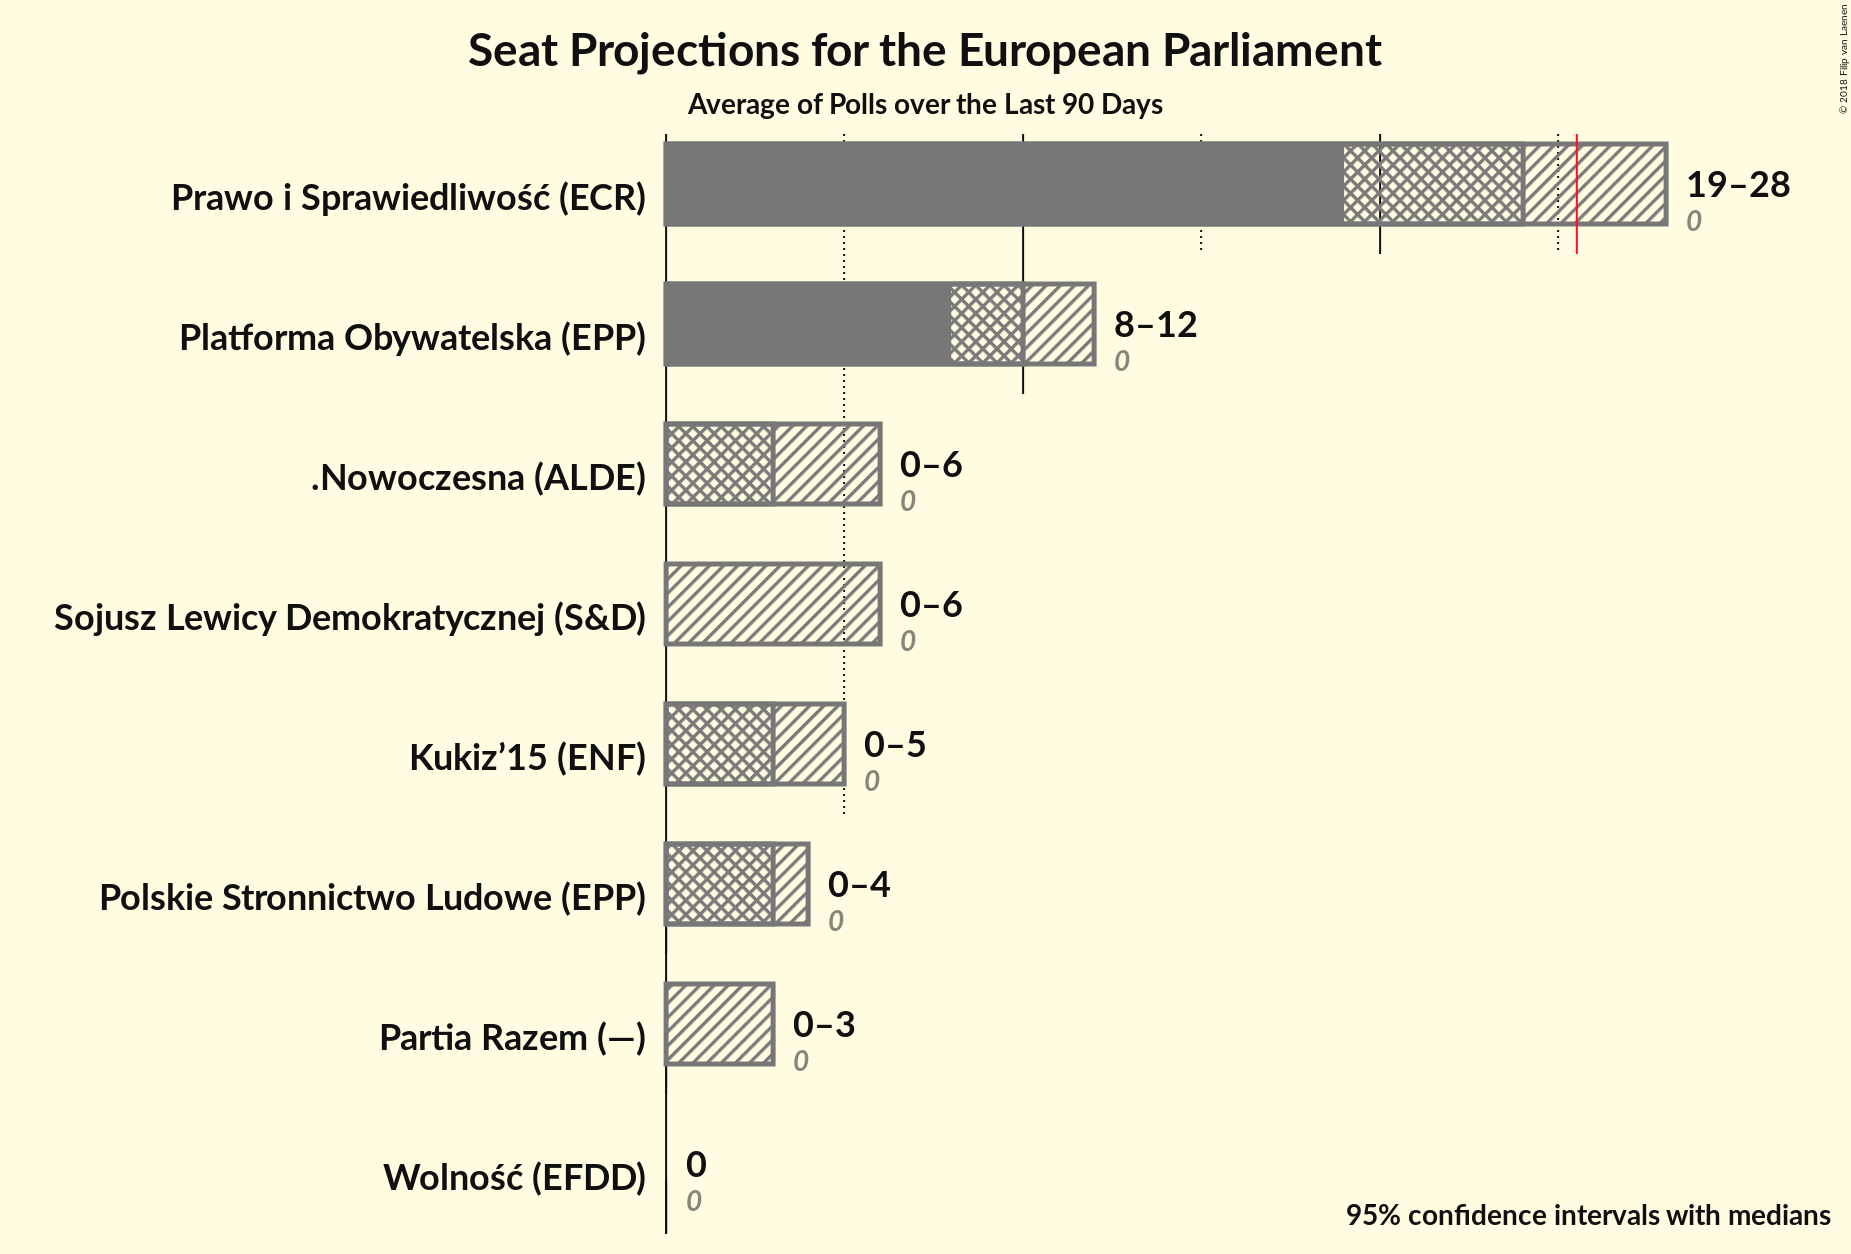 Seat Projections for the European Parliament
Average of Polls over the Last 90 Days
© 2018 Filip van Laenen
Prawo i Sprawiedliwość (ECR)
19–28
0
Platforma Obywatelska (EPP)
8–12
0
.Nowoczesna (ALDE)
0–6
0
Sojusz Lewicy Demokratycznej (S&D)
0–6
0
Kukiz’15 (ENF)
0–5
0
Polskie Stronnictwo Ludowe (EPP)
0–4
0
Partia Razem (—)
0–3
0
Wolność (EFDD)
0
0
95% confidence intervals with medians